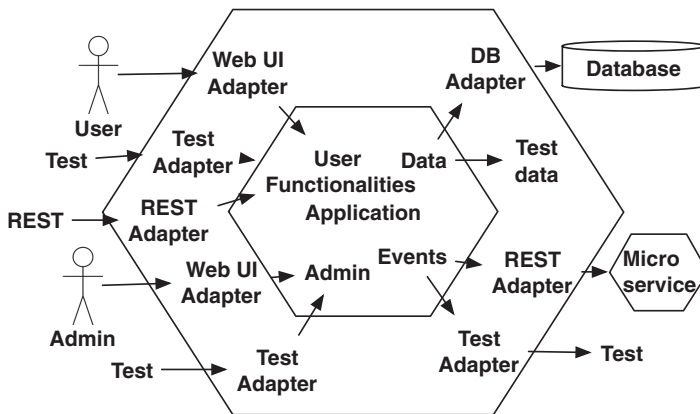 Web UI
Adapter
DB
Adapter
Database
User
Test
Test
Adapter
User
Functionalities
Application
Data
Test
data
REST
REST
Adapter
Web UI
Adapter
Admin
Events
REST
Adapter
Micro
service
Admin
Test
Test
Adapter
Test
Adapter
Test